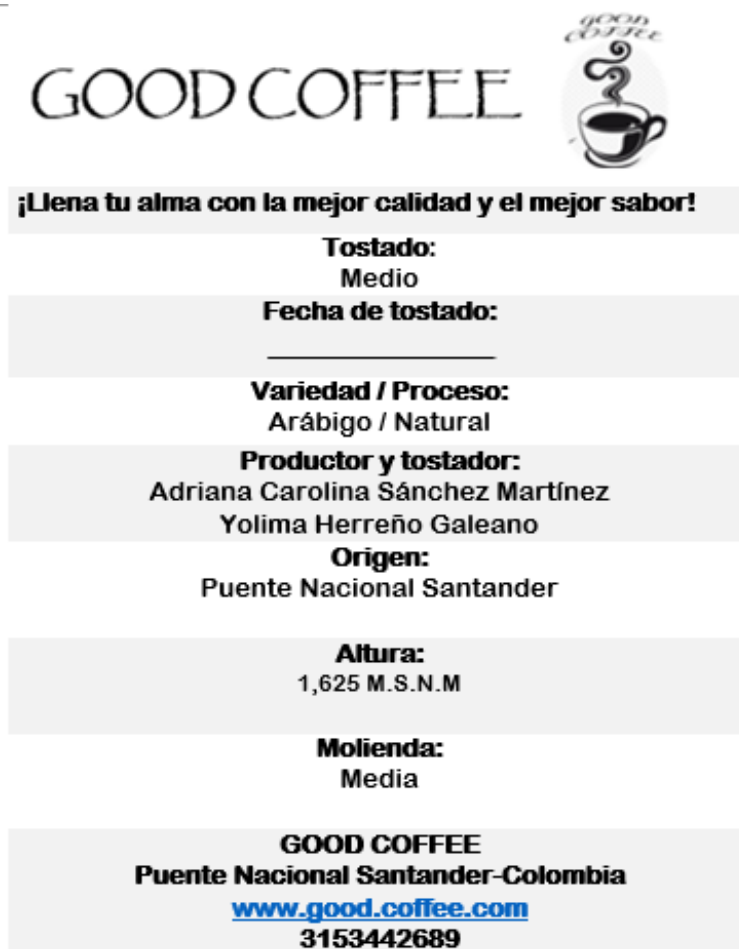 GOOD COFFEE
GOOD
COFFEE
¡Llena tu alma con la mejor calidad y el mejor sabor!
Tostado:
Medio
Fecha de tostado:
Variedad / Proceso:
Arábigo / Natural
Productor y tostador:
Adriana Carolina Sánchez Martínez
Yolima Herreño Galeano
Origen:
Puente Nacional Santander
Altura:
1,625 M.S.N.M
Molienda:
Media
GOOD COFFEE
Puente Nacional Santander-Colombia
www.good.coffee.com
3153442689